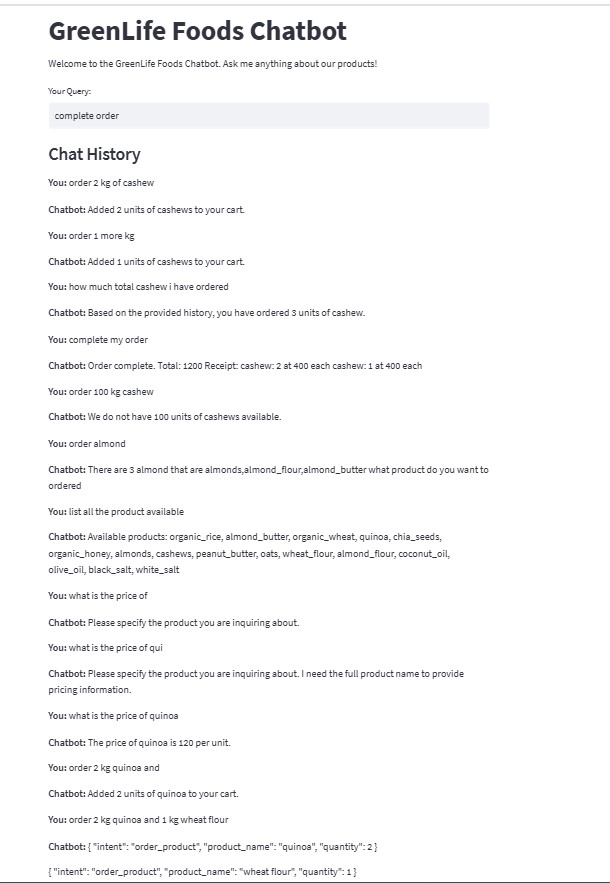 GreenLife Foods Chatbot
Welcome to the GreenLife Foods Chatbot. Ask me anything about our products!
Your Query:
complete order
Chat History
You: order 2 kg of cashew
Chatbot: Added 2 units of cashews to your cart.
You: order 1 more kg
Chatbot: Added 1 units of cashews to your cart.
You: how much total cashew i have ordered
Chatbot: Based on the provided history, you have ordered 3 units of cashew.
You: complete my order
Chatbot: Order complete. Total: 1200 Receipt: cashew: 2 at 400 each cashew: 1 at 400 each
You: order 100 kg cashew
Chatbot: We do not have 100 units of cashews available.
You: order almond
Chatbot: There are 3 almond that are almonds,almond_flour,almond_butter what product do you want to
ordered
You: list all the product available
Chatbot: Available products: organic_rice, almond_butter, organic_wheat, quinoa, chia_seeds,
organic_honey, almonds, cashews, peanut_butter, oats, wheat_flour, almond_flour, coconut_oil,
olive_oil, black_salt, white_salt
You: what is the price of
Chatbot: Please specify the product you are inquiring about.
You: what is the price of qui
Chatbot: Please specify the product you are inquiring about. I need the full product name to provide
pricing information.
You: what is the price of quinoa
Chatbot: The price of quinoa is 120 per unit.
You: order 2 kg quinoa and
Chatbot: Added 2 units of quinoa to your cart.
You: order 2 kg quinoa and 1 kg wheat flour
Chatbot: { "intent": "order_product", "product_name": "quinoa", "quantity": 2 }
{ "intent": "order_product", "product_name": "wheat flour", "quantity": 1 }